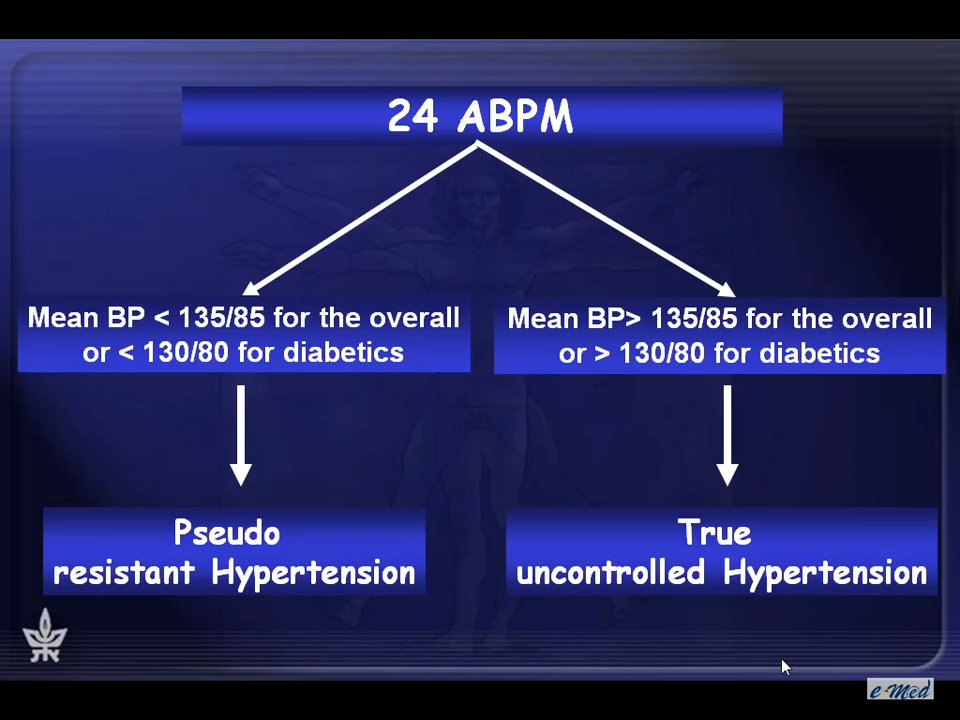 24 ABPM
Mean BP < 135/85 for the overall
or < 130/80 for diabetics
Mean BP> 135/85 for the overall
or > 130/80 for diabetics
Pseudo
resistant Hypertension
True
uncontrolled Hypertension
את
e-Med